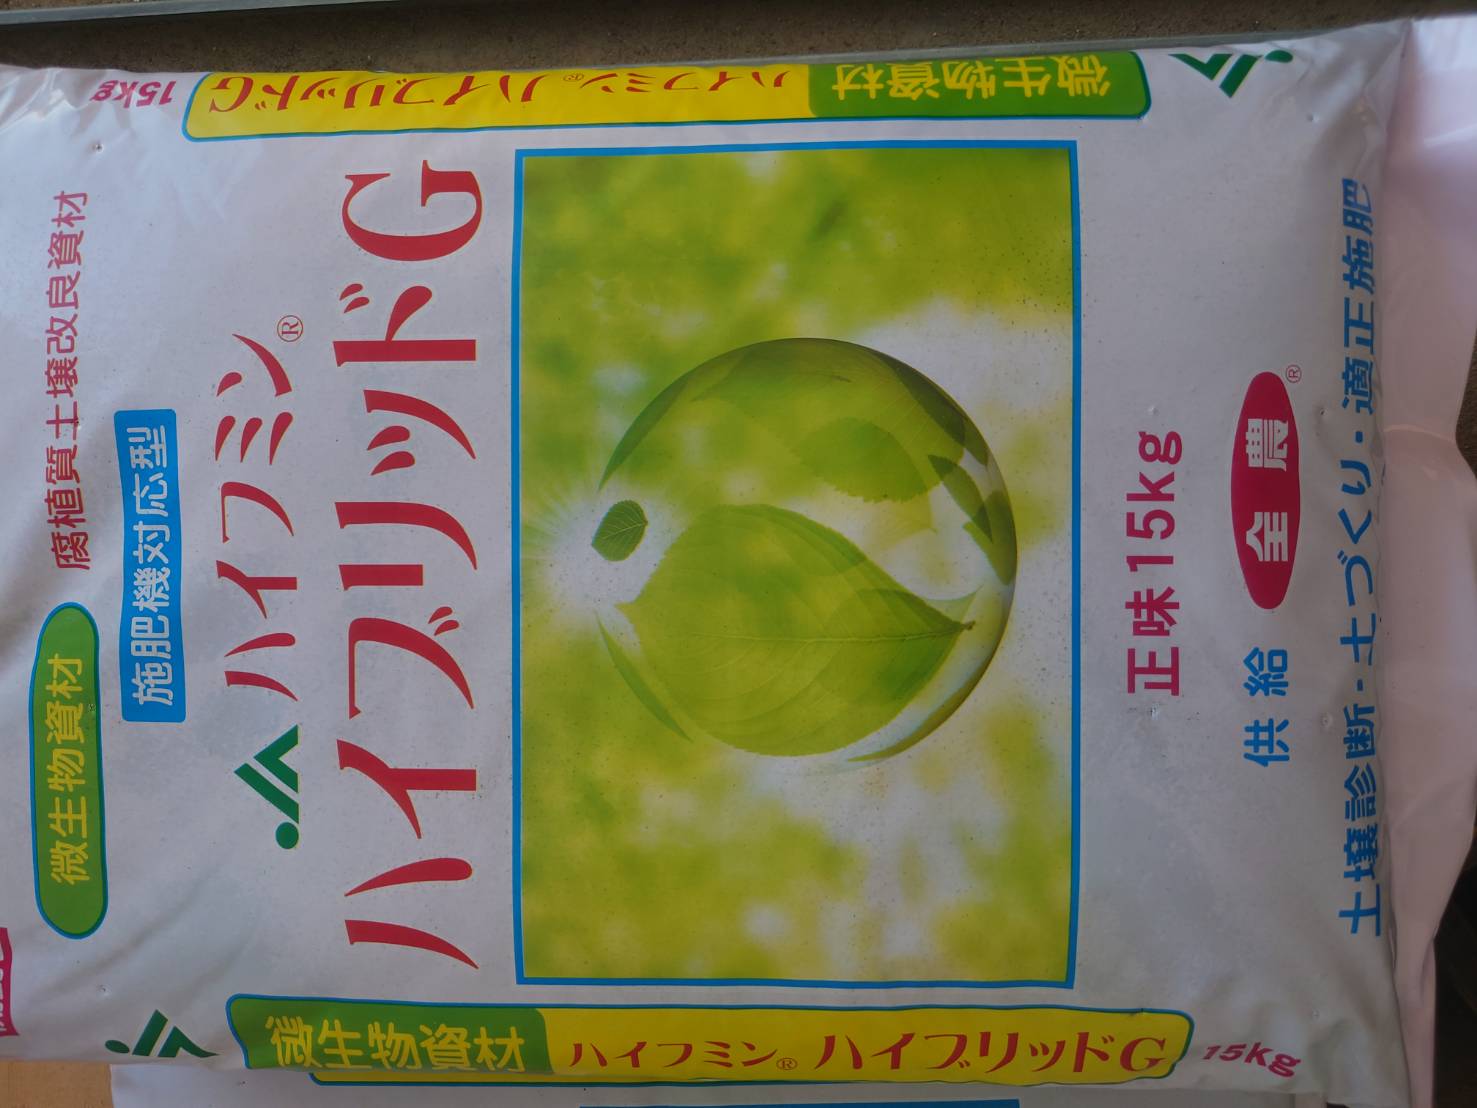 微生物資材 腐植質土壌改良資材
施肥機対応型
JA ハイフミン®
ハイブリッドG
正味15kg
供給 全農®
土壌診断・土づくり・適正施肥
微生物資材 ハイフミン® ハイブリッドG 15kg
JA 微生物資材 ハイフミン® ハイブリッドG 15kg